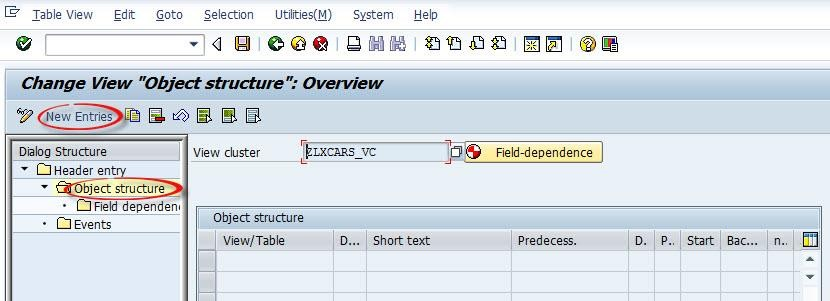 Table View Edit Goto Selection Utilities(M) System Help
Change View "Object structure": Overview
New Entries
Dialog Structure
Header entry
Object structure
Field dependen
Events
View cluster ZLXCARS_VC Field-dependence
Object structure
View/Table D... Short text Predecess. D. P.. Start Bac... n..